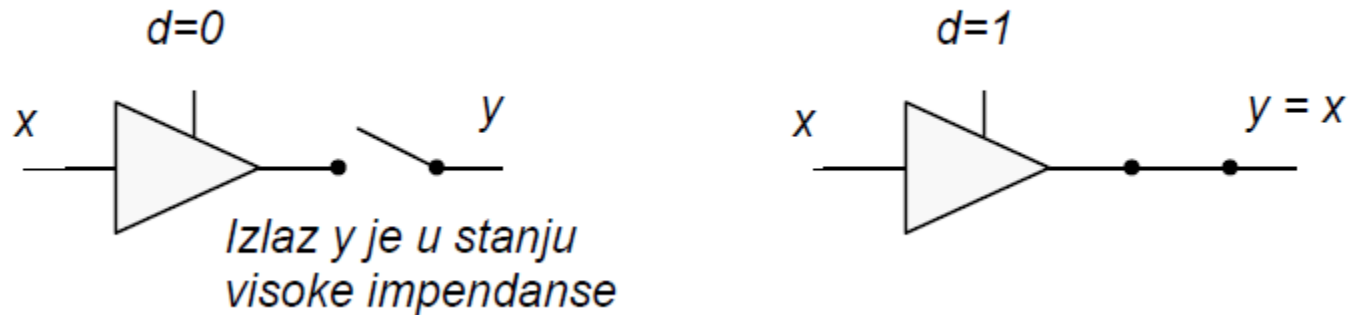 d=0
d=1
x
y
x
y = x
Izlaz y je u stanju
visoke impendanse